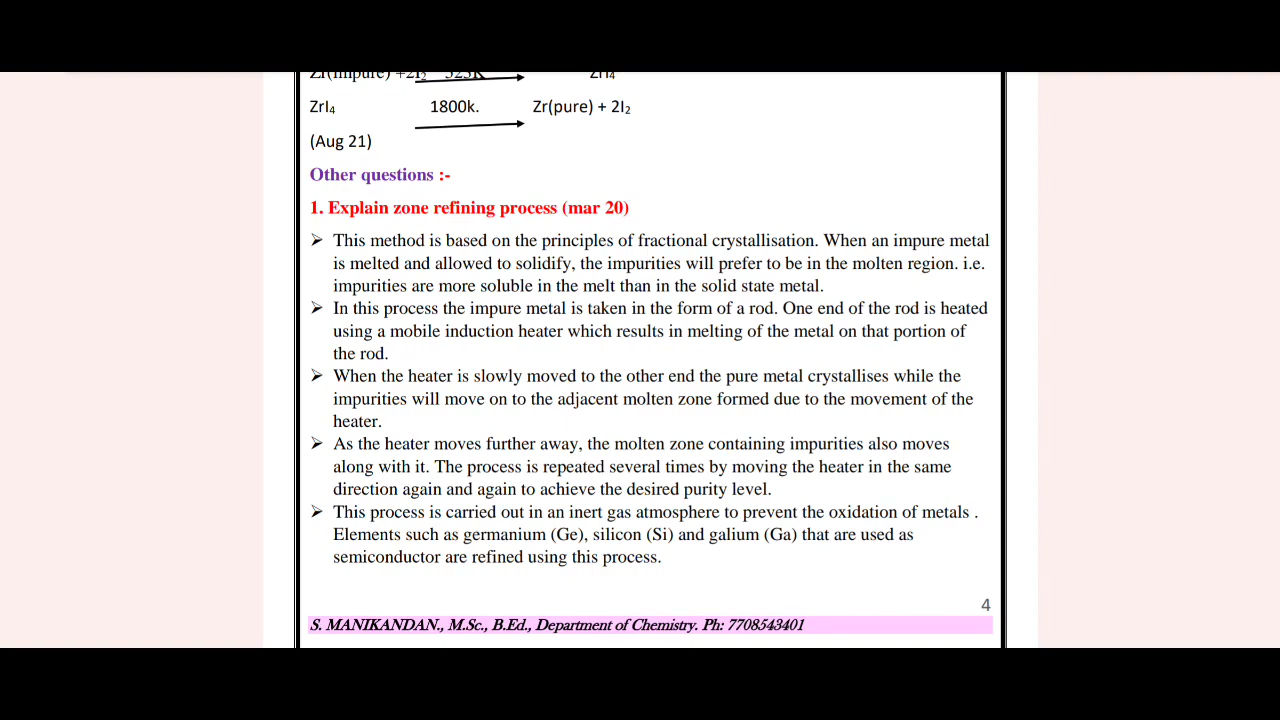 Zr(impure) +2I₂ 523K ZrI₄
ZrI₄ 1800k. Zr(pure) + 2I₂
(Aug 21)
Other questions :-
1. Explain zone refining process (mar 20)
➢ This method is based on the principles of fractional crystallisation. When an impure metal
is melted and allowed to solidify, the impurities will prefer to be in the molten region. i.e.
impurities are more soluble in the melt than in the solid state metal.
➢ In this process the impure metal is taken in the form of a rod. One end of the rod is heated
using a mobile induction heater which results in melting of the metal on that portion of
the rod.
➢ When the heater is slowly moved to the other end the pure metal crystallises while the
impurities will move on to the adjacent molten zone formed due to the movement of the
heater.
➢ As the heater moves further away, the molten zone containing impurities also moves
along with it. The process is repeated several times by moving the heater in the same
direction again and again to achieve the desired purity level.
➢ This process is carried out in an inert gas atmosphere to prevent the oxidation of metals .
Elements such as germanium (Ge), silicon (Si) and galium (Ga) that are used as
semiconductor are refined using this process.
4
S. MANIKANDAN., M.Sc., B.Ed., Department of Chemistry. Ph: 7708543401